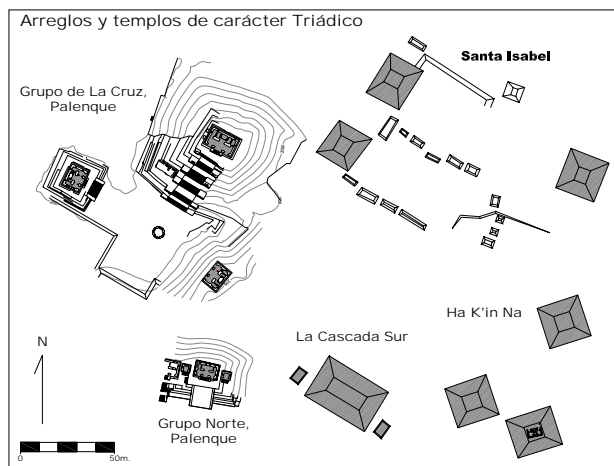 Arreglos y templos de carácter Triádico
Santa Isabel
Grupo de La Cruz,
Palenque
Ha K'in Na
La Cascada Sur
N
Grupo Norte,
Palenque
0 50m.